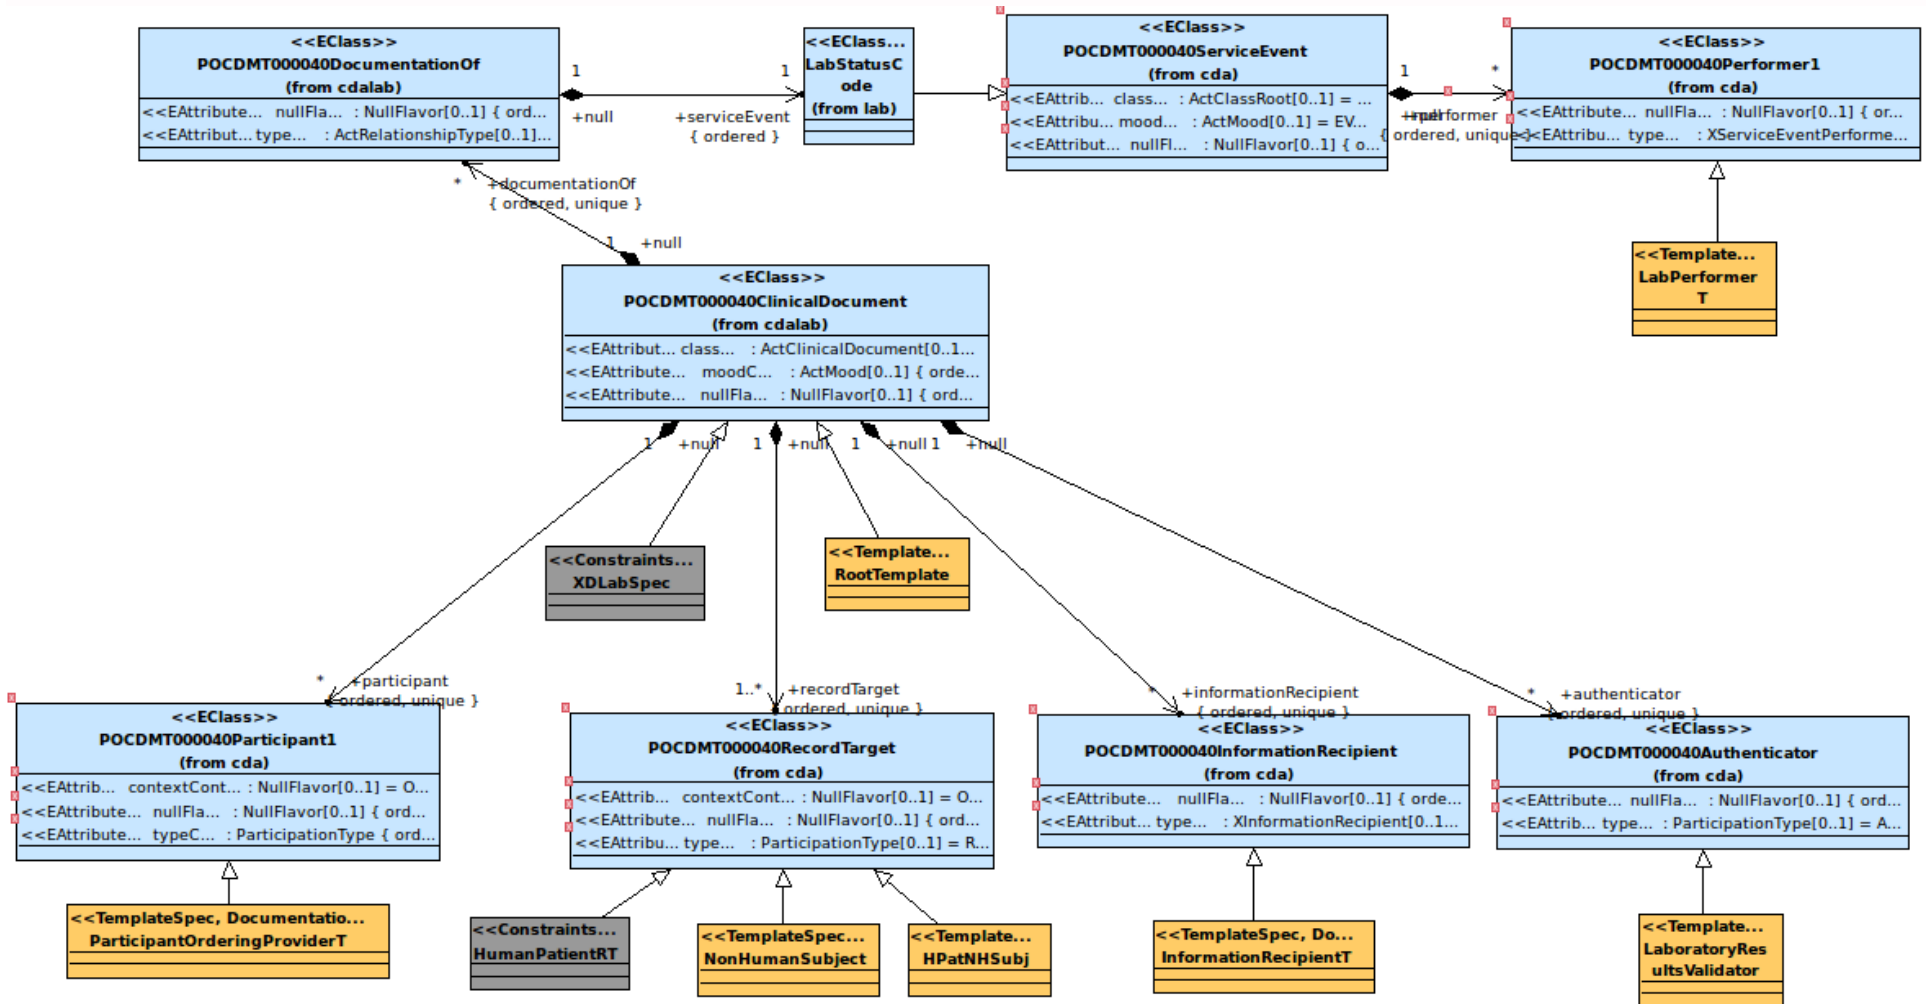 <<EClass>>
POCDMT000040DocumentationOf
(from cdalab)
<<EAttribute... nullFla... : NullFlavor[0..1] { ord...
<<EAttribut... type... : ActRelationshipType[0..1]...
1
+null
1
+serviceEvent
{ ordered }
<<EClass...
LabStatusC
ode
(from lab)
<<EClass>>
POCDMT000040ServiceEvent
(from cda)
<<EAttrib... class... : ActClassRoot[0..1] = ...
<<EAttribu... mood... : ActMood[0..1] = EV...
<<EAttribut... nullFl... : NullFlavor[0..1] { o...
1
+null
*
+performer
{ ordered, unique }
<<EClass>>
POCDMT000040Performer1
(from cda)
<<EAttribute... nullFla... : NullFlavor[0..1] { or...
<<EAttribu... type... : XServiceEventPerforme...
<<Template...
LabPerformer
T
*
+documentationOf
{ ordered, unique }
1
+null
<<EClass>>
POCDMT000040ClinicalDocument
(from cdalab)
<<EAttribut... class... : ActClinicalDocument[0..1...
<<EAttribute... moodC... : ActMood[0..1] { orde...
<<EAttribute... nullFla... : NullFlavor[0..1] { ord...
1 +null
1 +null
1 +null
1 +null
<<Constraints...
XDLabSpec
<<Template...
RootTemplate
*
+participant
{ ordered, unique }
1..*
+recordTarget
{ ordered, unique }
*
+informationRecipient
{ ordered, unique }
*
+authenticator
{ ordered, unique }
<<EClass>>
POCDMT000040Participant1
(from cda)
<<EAttrib... contextCont... : NullFlavor[0..1] = O...
<<EAttribute... nullFla... : NullFlavor[0..1] { ord...
<<EAttribute... typeC... : ParticipationType { ord...
<<EClass>>
POCDMT000040RecordTarget
(from cda)
<<EAttrib... contextCont... : NullFlavor[0..1] = O...
<<EAttribute... nullFla... : NullFlavor[0..1] { ord...
<<EAttribu... type... : ParticipationType[0..1] = R...
<<EClass>>
POCDMT000040InformationRecipient
(from cda)
<<EAttribute... nullFla... : NullFlavor[0..1] { orde...
<<EAttribut... type... : XInformationRecipient[0..1...
<<EClass>>
POCDMT000040Authenticator
(from cda)
<<EAttribute... nullFla... : NullFlavor[0..1] { ord...
<<EAttrib... type... : ParticipationType[0..1] = A...
<<TemplateSpec, Documentatio...
ParticipantOrderingProviderT
<<Constraints...
HumanPatientRT
<<TemplateSpec...
NonHumanSubject
<<Template...
HPatNHSubj
<<TemplateSpec, Do...
InformationRecipientT
<<Template...
LaboratoryRes
ultsValidator